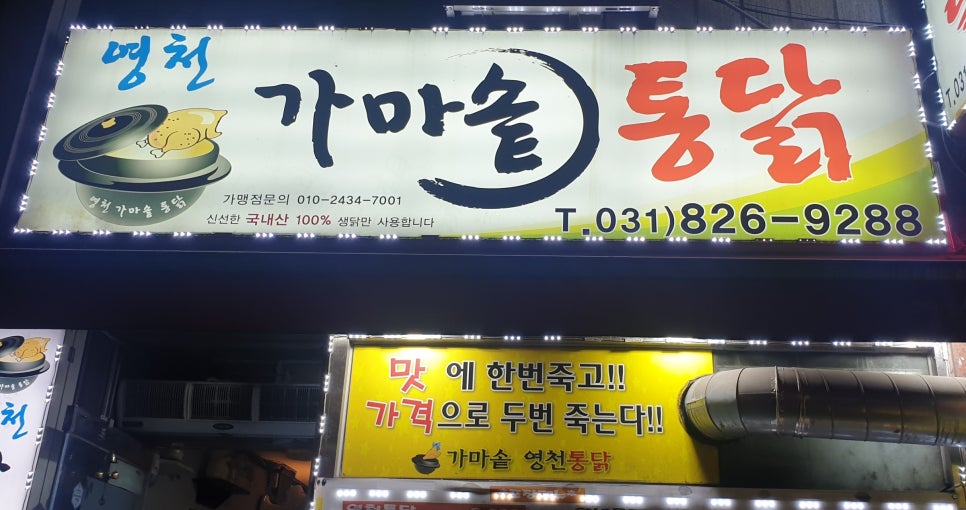 영천
가마솥 통닭
영천 가마솥 통닭
가맹점문의 010-2434-7001
신선한 국내산 100% 생닭만 사용합니다
T.031)826-9288
맛에 한번죽고!!
가격으로 두번 죽는다!!
가마솥 영천통닭
천
T.031